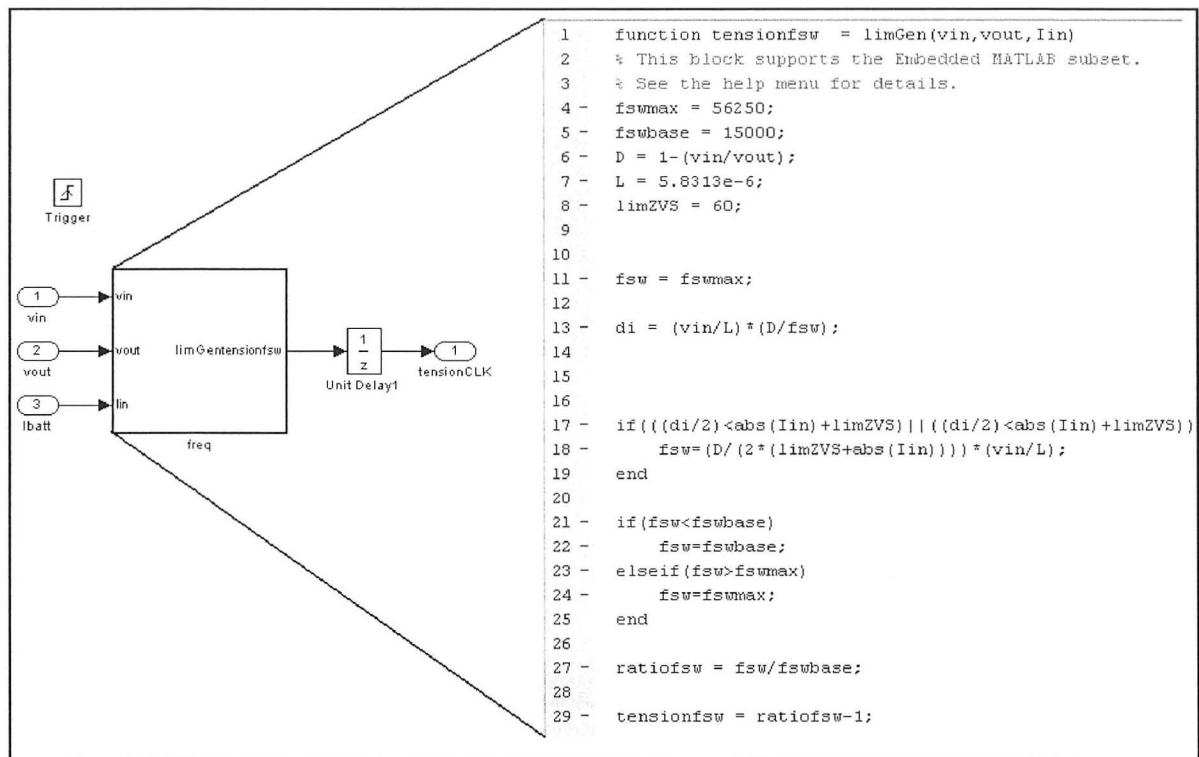 Trigger
1
vin
2
vout
3
Ibatt
vin
vout
Iin
limGentensionfsw
freq
1
z
Unit Delay1
1
tensionCLK
1 function tensionfsw = limGen(vin,vout,Iin)
2 % This block supports the Embedded MATLAB subset.
3 % See the help menu for details.
4 - fswmax = 56250;
5 - fswbase = 15000;
6 - D = 1-(vin/vout);
7 - L = 5.8313e-6;
8 - limZVS = 60;
9
10
11 - fsw = fswmax;
12
13 - di = (vin/L)*(D/fsw);
14
15
16
17 - if(((di/2)<abs(Iin)+limZVS)||((di/2)<abs(Iin)+limZVS))
18 - fsw=(D/(2*(limZVS+abs(Iin))))*(vin/L);
19 end
20
21 - if(fsw<fswbase)
22 - fsw=fswbase;
23 - elseif(fsw>fswmax)
24 - fsw=fswmax;
25 end
26
27 - ratiofsw = fsw/fswbase;
28
29 - tensionfsw = ratiofsw-1;